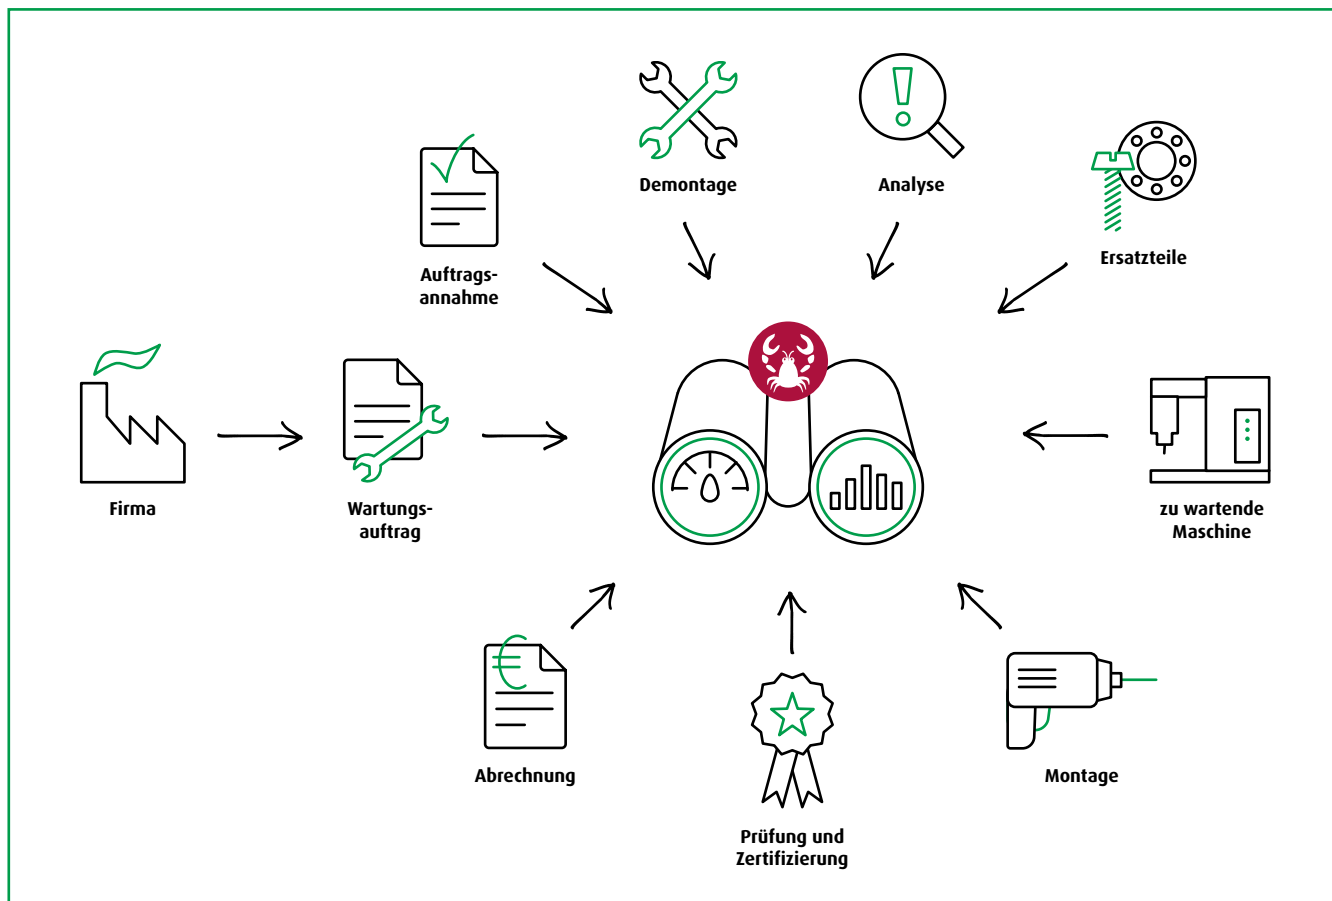 Demontage
Analyse
Auftrags-
annahme
Ersatzteile
Firma
Wartungs-
auftrag
zu wartende
Maschine
Abrechnung
Prüfung und
Zertifizierung
Montage